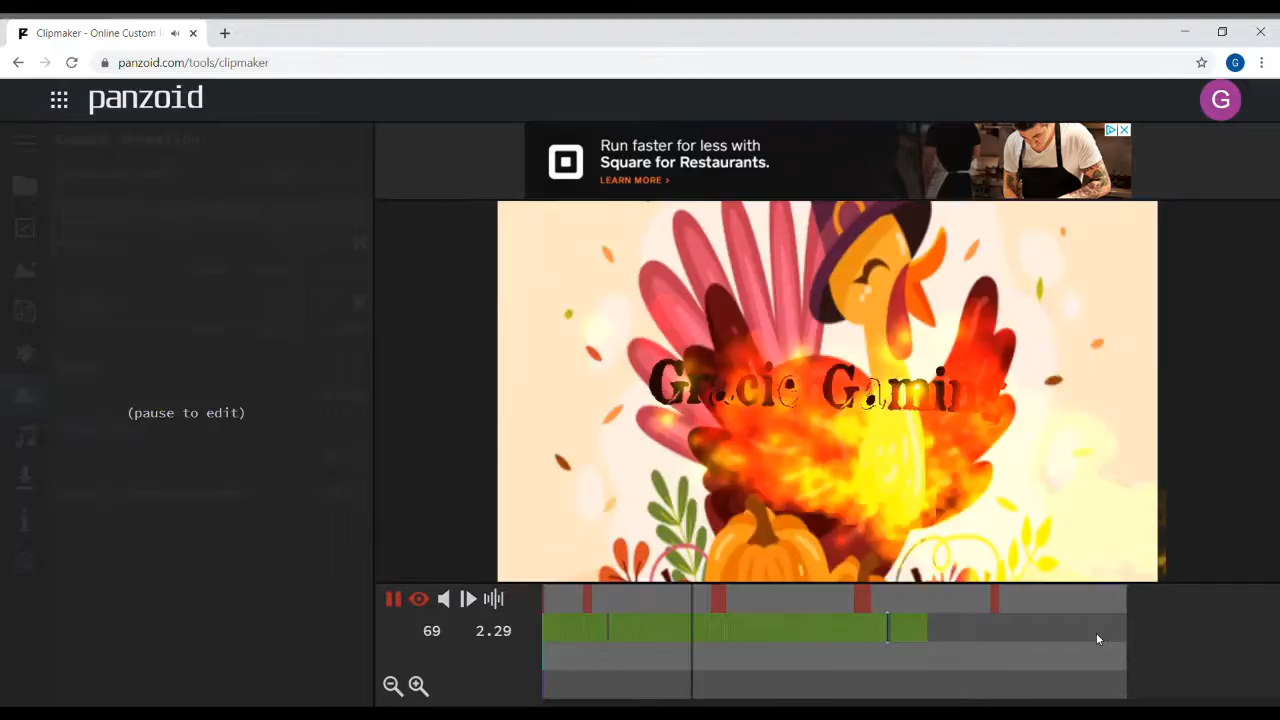 Clipmaker - Online Custom
panzoid.com/tools/clipmaker
G
panzoid
G
Run faster for less with
Square for Restaurants.
LEARN MORE ›
(pause to edit)
Gracie Gaming
69 2.29